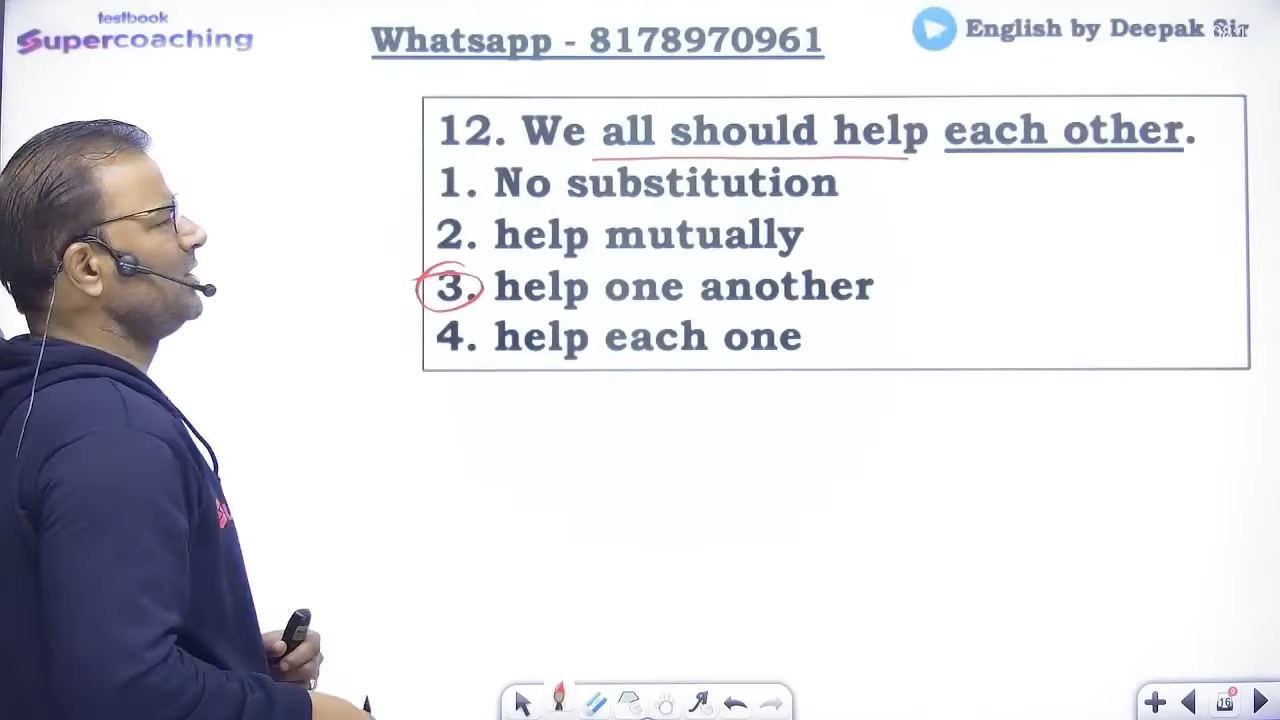 testbook
Supercoaching
Whatsapp - 8178970961
English by Deepak Sir
12. We all should help each other.
1. No substitution
2. help mutually
3. help one another
4. help each one
16